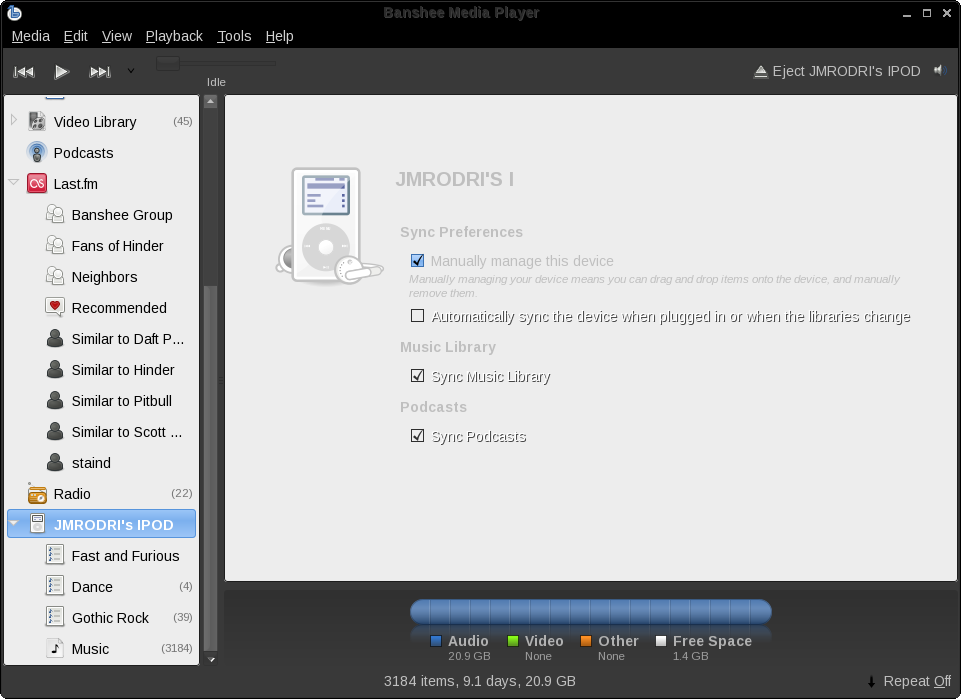 Banshee Media Player
Media Edit View Playback Tools Help
Idle
Eject JMRODRI's IPOD
Video Library (45)
Podcasts
Last.fm
Banshee Group
Fans of Hinder
Neighbors
Recommended
Similar to Daft P...
Similar to Hinder
Similar to Pitbull
Similar to Scott ...
staind
Radio (22)
JMRODRI's IPOD
Fast and Furious
Dance (4)
Gothic Rock (39)
Music (3184)
JMRODRI'S I
Sync Preferences
Manually manage this device
Manually managing your device means you can drag and drop items onto the device, and manually
remove them.
Automatically sync the device when plugged in or when the libraries change
Music Library
Sync Music Library
Podcasts
Sync Podcasts
Audio Video Other Free Space
20.9 GB None None 1.4 GB
3184 items, 9.1 days, 20.9 GB
Repeat Off